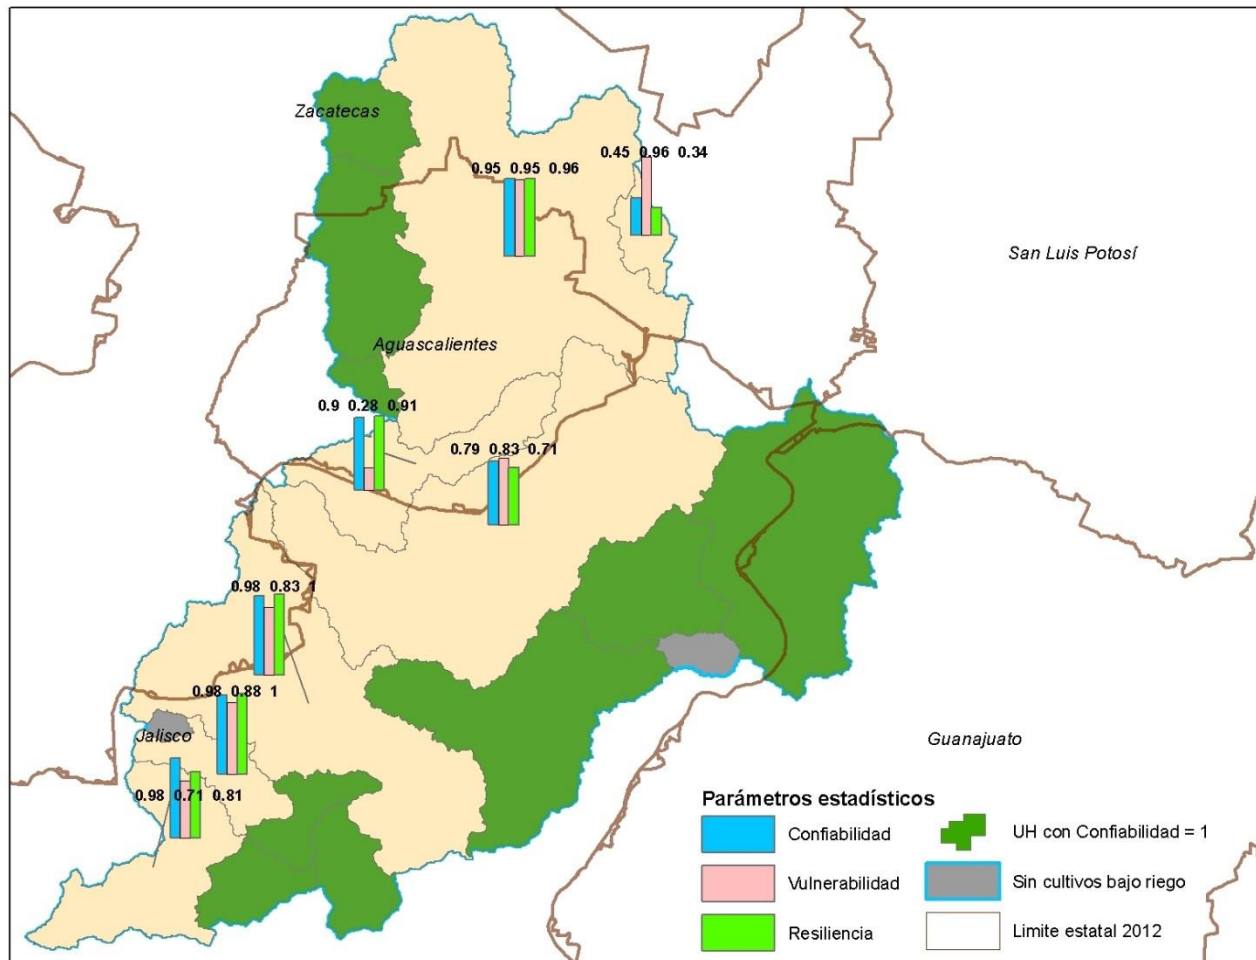 Zacatecas
0.45 0.96 0.34
0.95 0.95 0.96
San Luis Potosí
Aguascalientes
0.9 0.28 0.91
0.79 0.83 0.71
0.98 0.83 1
0.98 0.88 1
Jalisco
Guanajuato
0.98 0.71 0.81
Parámetros estadísticos
Confiabilidad
UH con Confiabilidad = 1
Vulnerabilidad
Sin cultivos bajo riego
Resiliencia
Limite estatal 2012